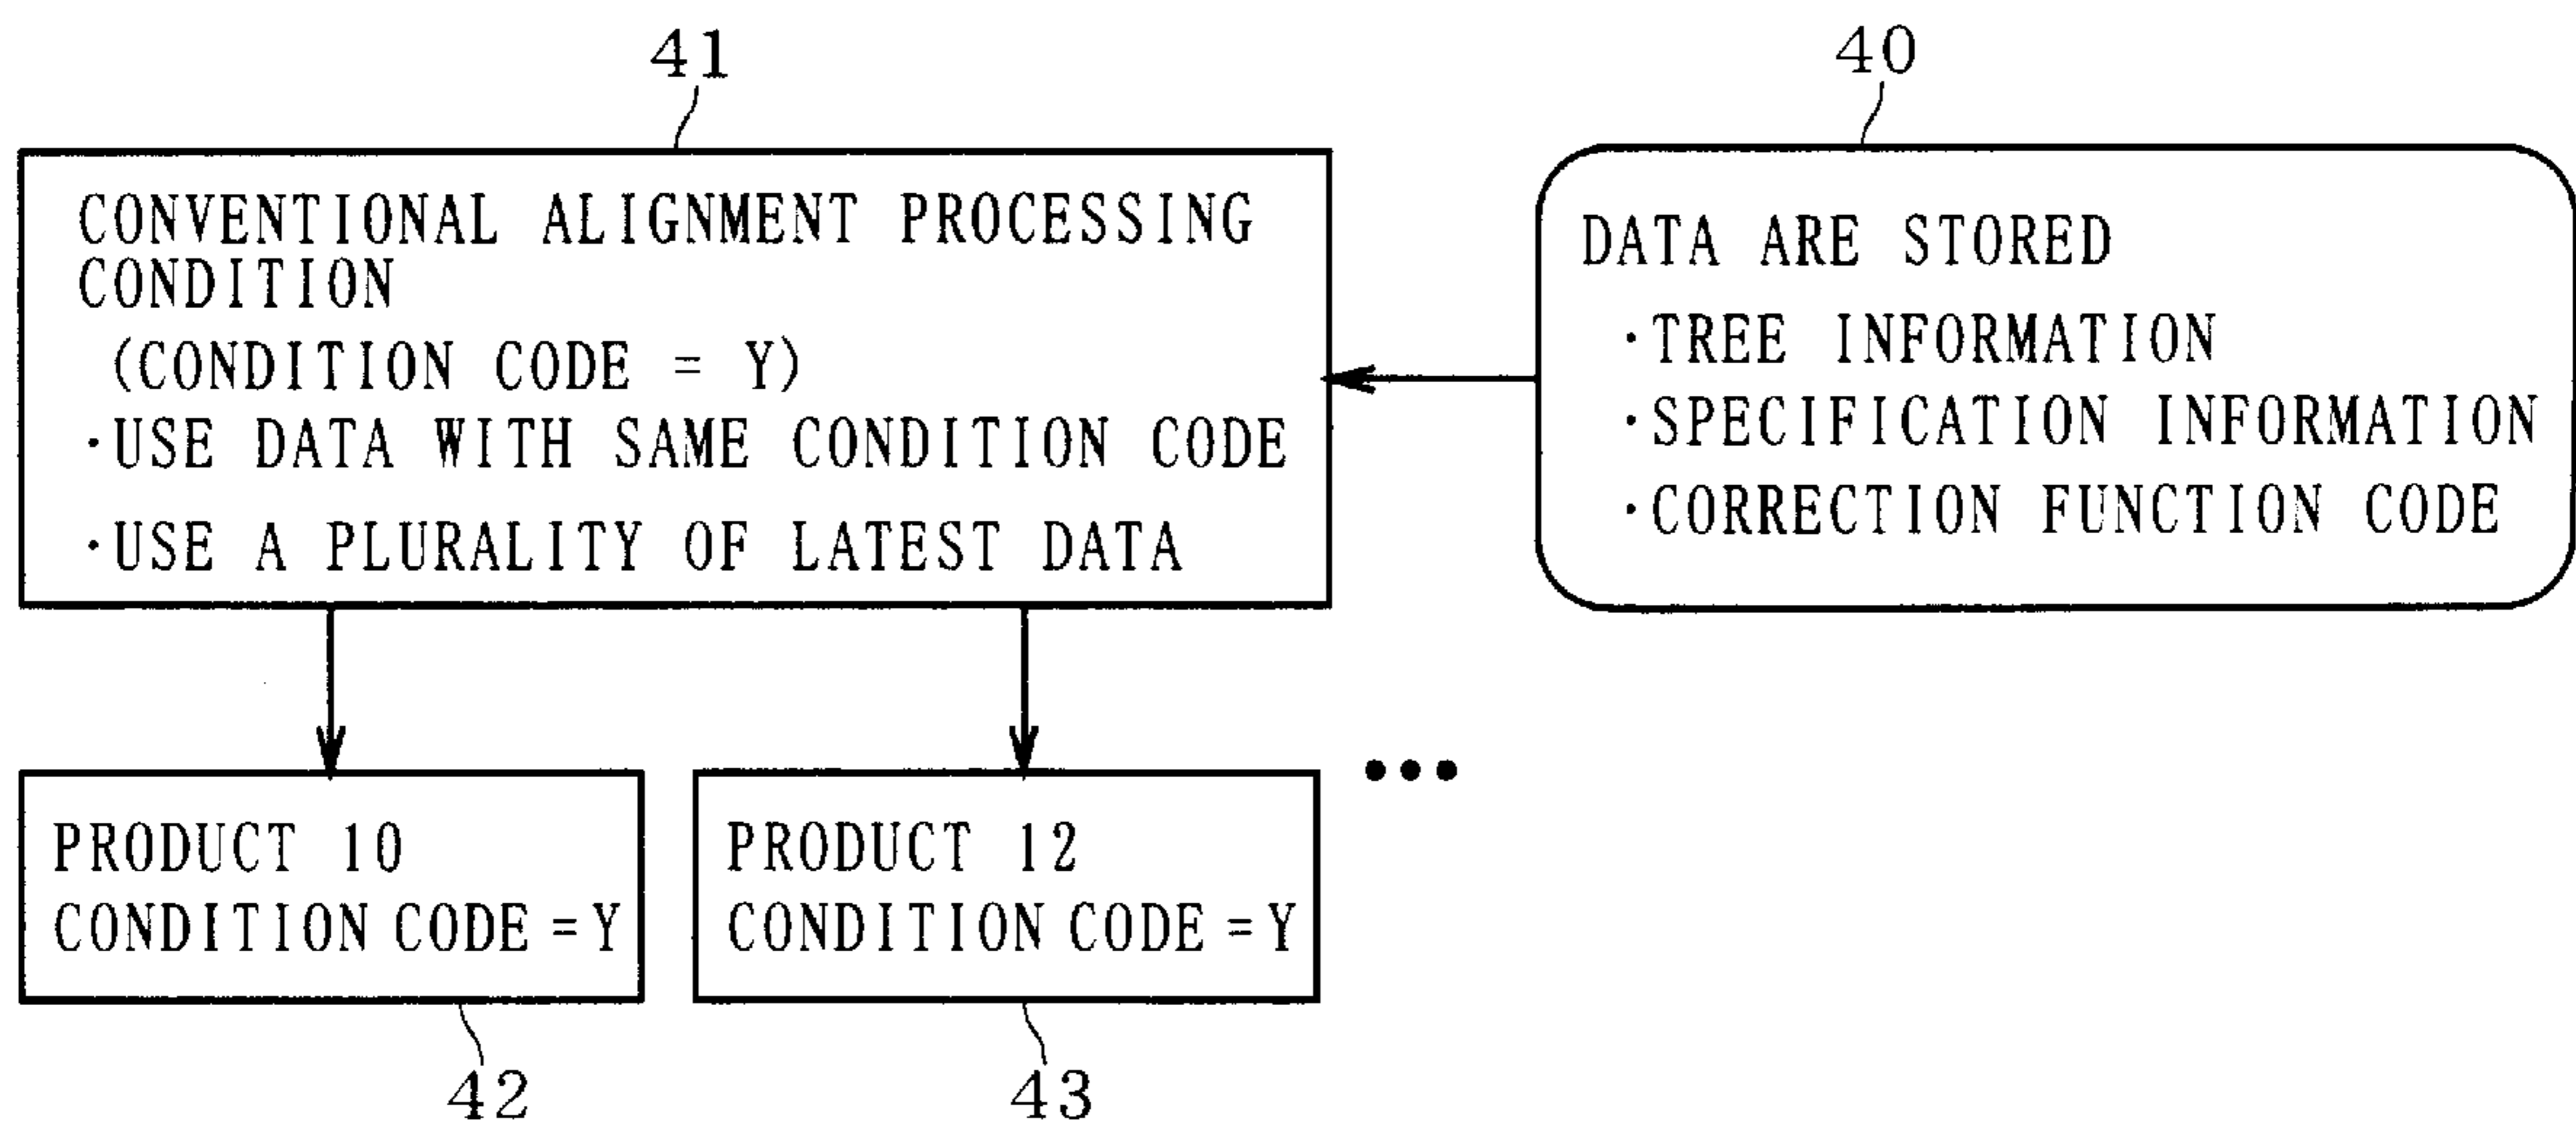 41
40
CONVENTIONAL ALIGNMENT PROCESSING
CONDITION
(CONDITION CODE = Y)
·USE DATA WITH SAME CONDITION CODE
·USE A PLURALITY OF LATEST DATA
DATA ARE STORED
·TREE INFORMATION
·SPECIFICATION INFORMATION
·CORRECTION FUNCTION CODE
PRODUCT 10
CONDITION CODE = Y
PRODUCT 12
CONDITION CODE = Y
•••
42
43